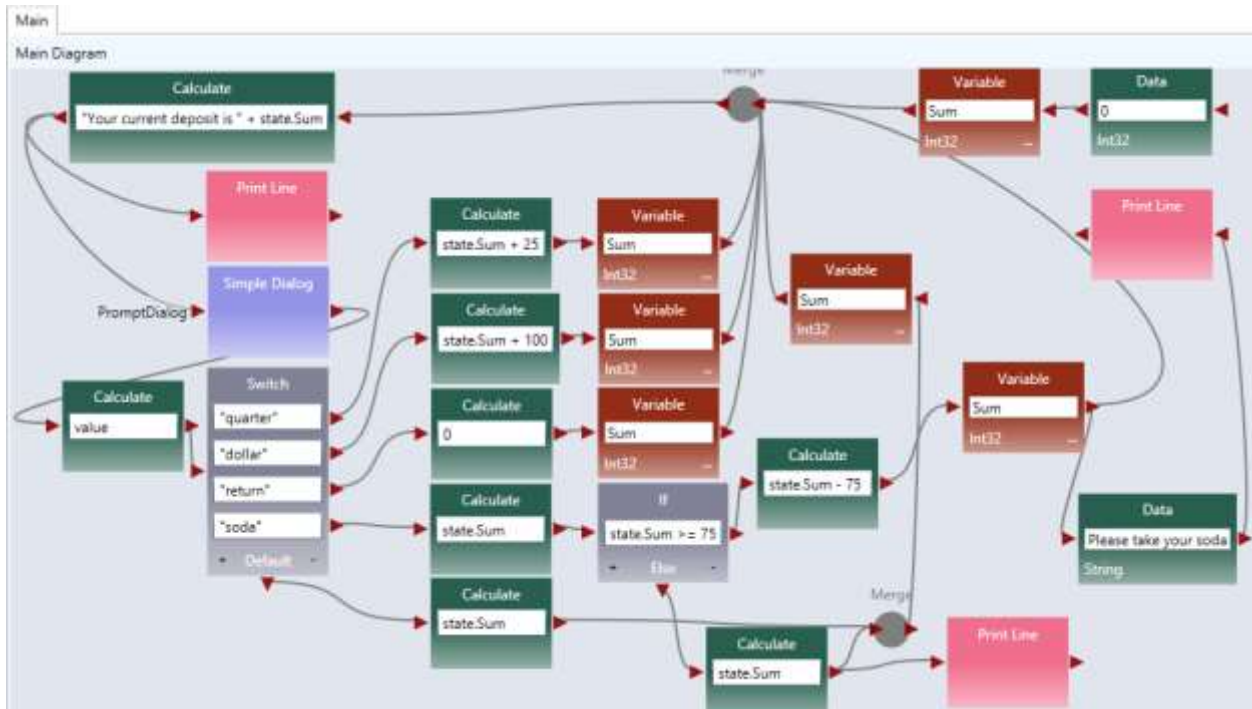 Main
Main Diagram
Calculate
"Your current deposit is " + state.Sum
Merge
Variable
Sum
Int32
...
Data
0
Int32
Print Line
Print Line
Calculate
state.Sum + 25
Variable
Sum
Int32
...
Variable
Sum
Int32
...
Simple Dialog
PromptDialog
Calculate
state.Sum + 100
Variable
Sum
Int32
...
Calculate
value
Switch
"quarter"
"dollar"
"return"
"soda"
+ Default -
Calculate
0
Variable
Sum
Int32
...
Variable
Sum
Int32
...
Calculate
state.Sum - 75
Calculate
state.Sum
If
state.Sum >= 75
+ Else -
Data
Please take your soda
String
Calculate
state.Sum
Merge
Calculate
state.Sum
Print Line